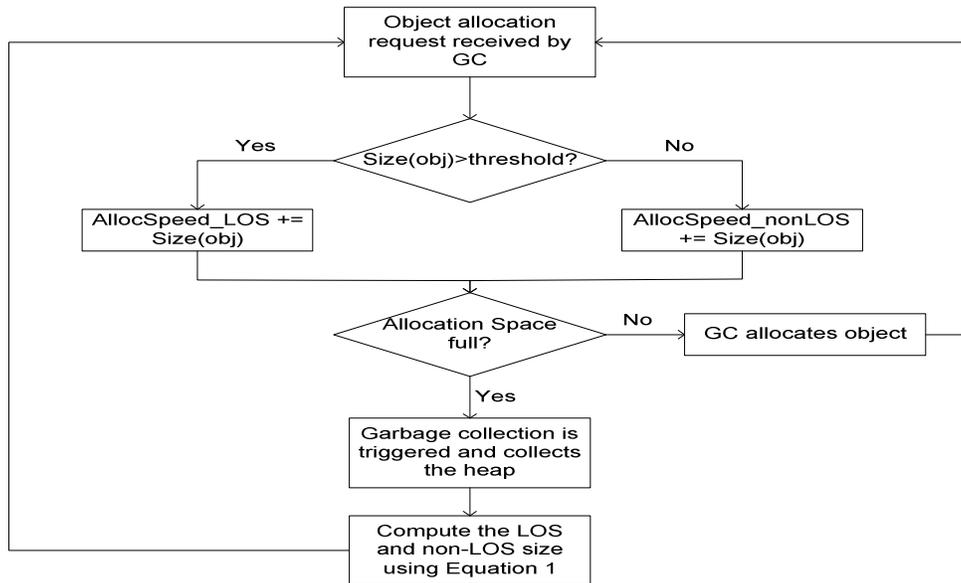 Object allocation
request received by
GC
Yes
Size(obj)>threshold?
No
AllocSpeed_LOS +=
Size(obj)
AllocSpeed_nonLOS
+= Size(obj)
Allocation Space
full?
No
GC allocates object
Yes
Garbage collection is
triggered and collects
the heap
Compute the LOS
and non-LOS size
using Equation 1